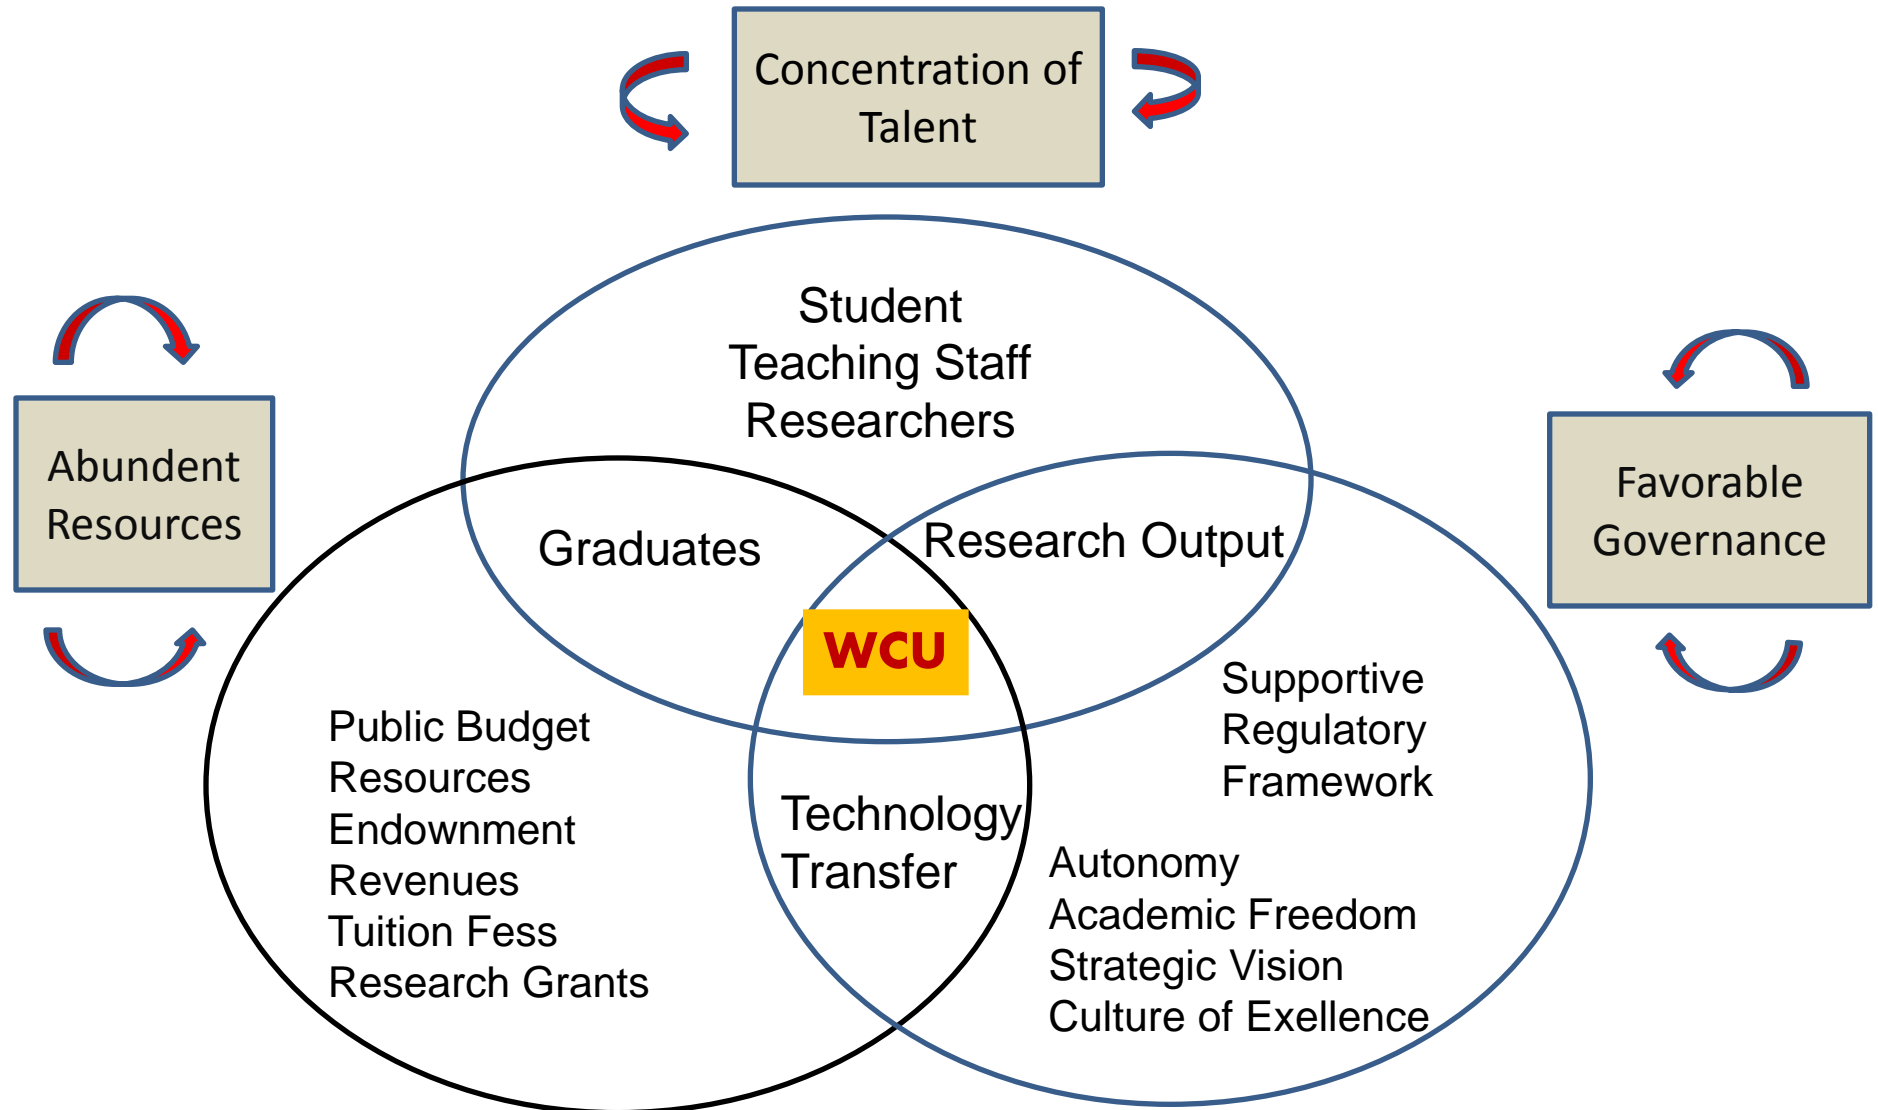 Concentration of
Talent
Student
Teaching Staff
Researchers
Abundent
Resources
Favorable
Governance
Graduates
Research Output
WCU
Public Budget
Resources
Endownment
Revenues
Tuition Fess
Research Grants
Technology
Transfer
Supportive
Regulatory
Framework
Autonomy
Academic Freedom
Strategic Vision
Culture of Exellence